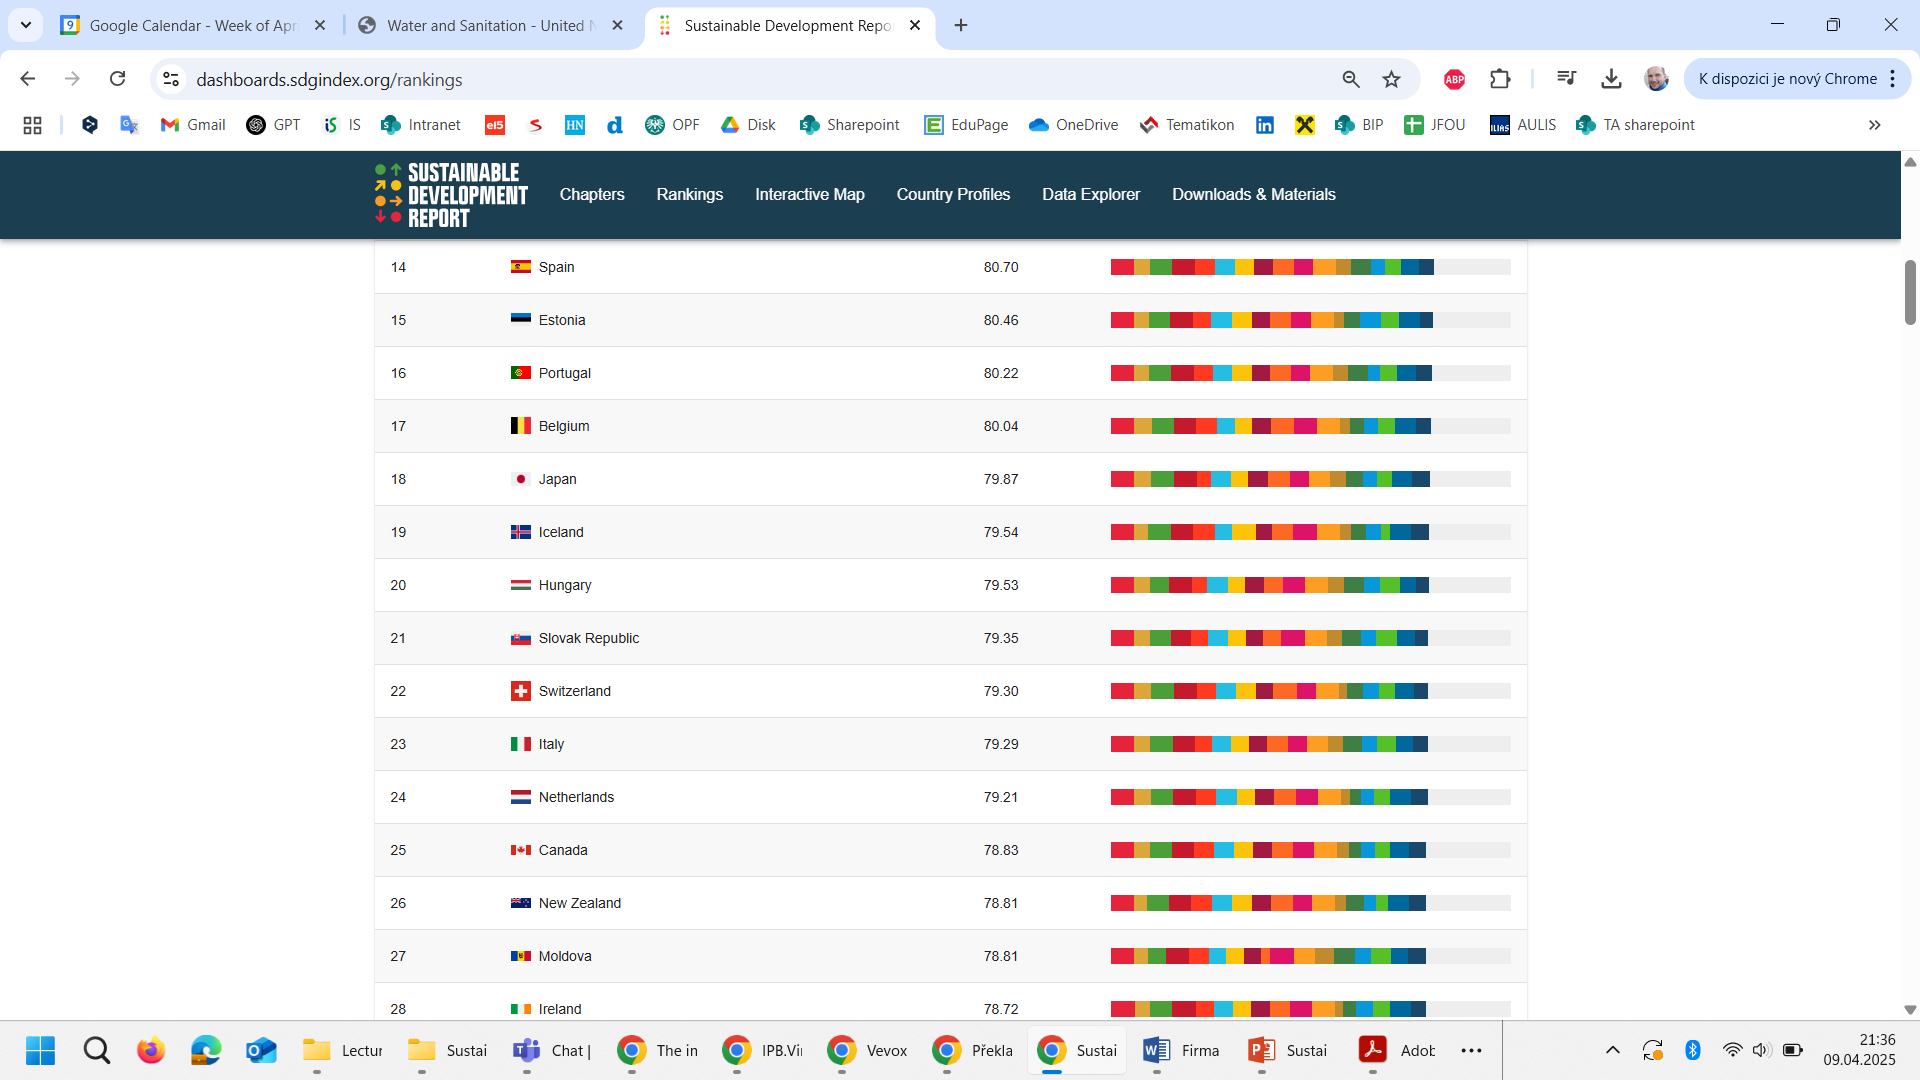 Google Calendar - Week of Apr
Water and Sanitation - United N
Sustainable Development Repo
dashboards.sdgindex.org/rankings
ABP
K dispozici je nový Chrome
Gmail
GPT
iS IS
Intranet
el5
S
HN
d
OPF
Disk
Sharepoint
EduPage
OneDrive
Tematikon
in
BIP
JFOU
ILIAS AULIS
TA sharepoint
SUSTAINABLE
DEVELOPMENT
REPORT
Chapters Rankings Interactive Map Country Profiles Data Explorer Downloads & Materials
14 Spain 80.70
15 Estonia 80.46
16 Portugal 80.22
17 Belgium 80.04
18 Japan 79.87
19 Iceland 79.54
20 Hungary 79.53
21 Slovak Republic 79.35
22 Switzerland 79.30
23 Italy 79.29
24 Netherlands 79.21
25 Canada 78.83
26 New Zealand 78.81
27 Moldova 78.81
28 Ireland 78.72
Lectur
Sustai
Chat |
The in
IPB.Vi
Vevox
Překla
Sustai
Firma
Sustai
Adob
21:36
09.04.2025